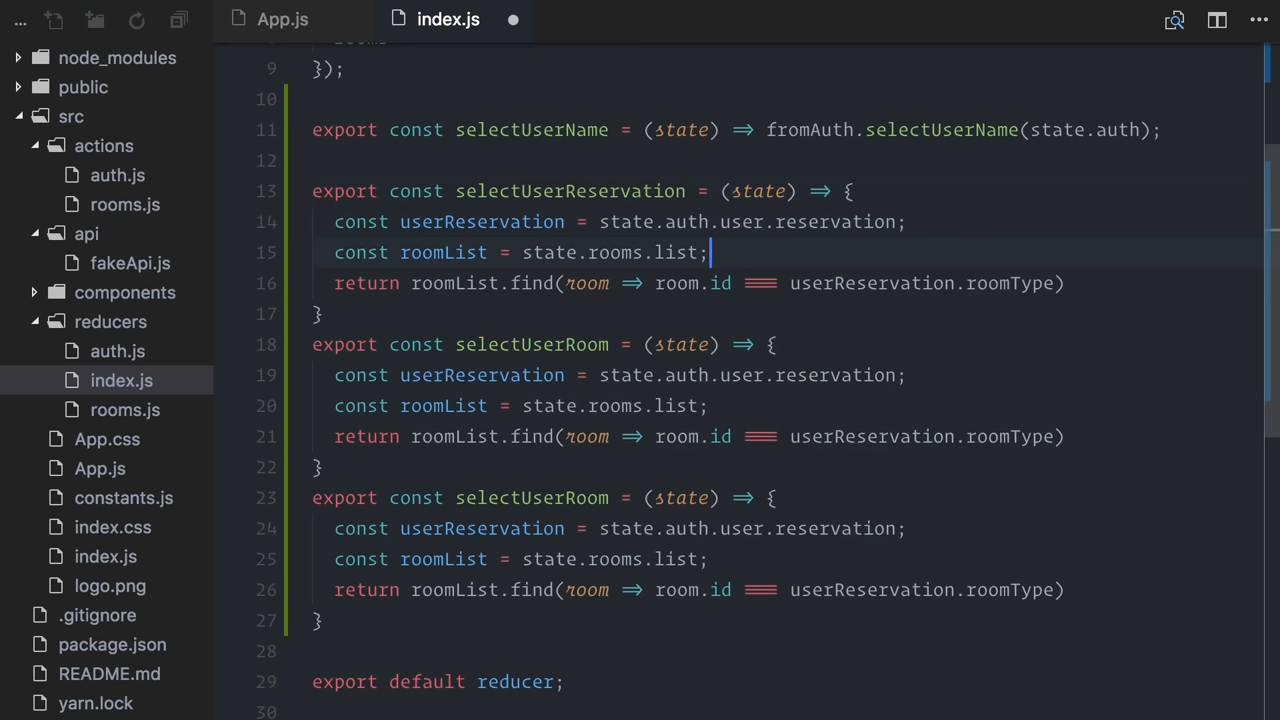 ...
App.js
index.js
node_modules
public
src
actions
auth.js
rooms.js
api
fakeApi.js
components
reducers
auth.js
index.js
rooms.js
App.css
App.js
constants.js
index.css
index.js
logo.png
.gitignore
package.json
README.md
yarn.lock
9 });
10
11 export const selectUserName = (state) => fromAuth.selectUserName(state.auth);
12
13 export const selectUserReservation = (state) => {
14 const userReservation = state.auth.user.reservation;
15 const roomList = state.rooms.list;
16 return roomList.find(room => room.id === userReservation.roomType)
17 }
18 export const selectUserRoom = (state) => {
19 const userReservation = state.auth.user.reservation;
20 const roomList = state.rooms.list;
21 return roomList.find(room => room.id === userReservation.roomType)
22 }
23 export const selectUserRoom = (state) => {
24 const userReservation = state.auth.user.reservation;
25 const roomList = state.rooms.list;
26 return roomList.find(room => room.id === userReservation.roomType)
27 }
28
29 export default reducer;
30